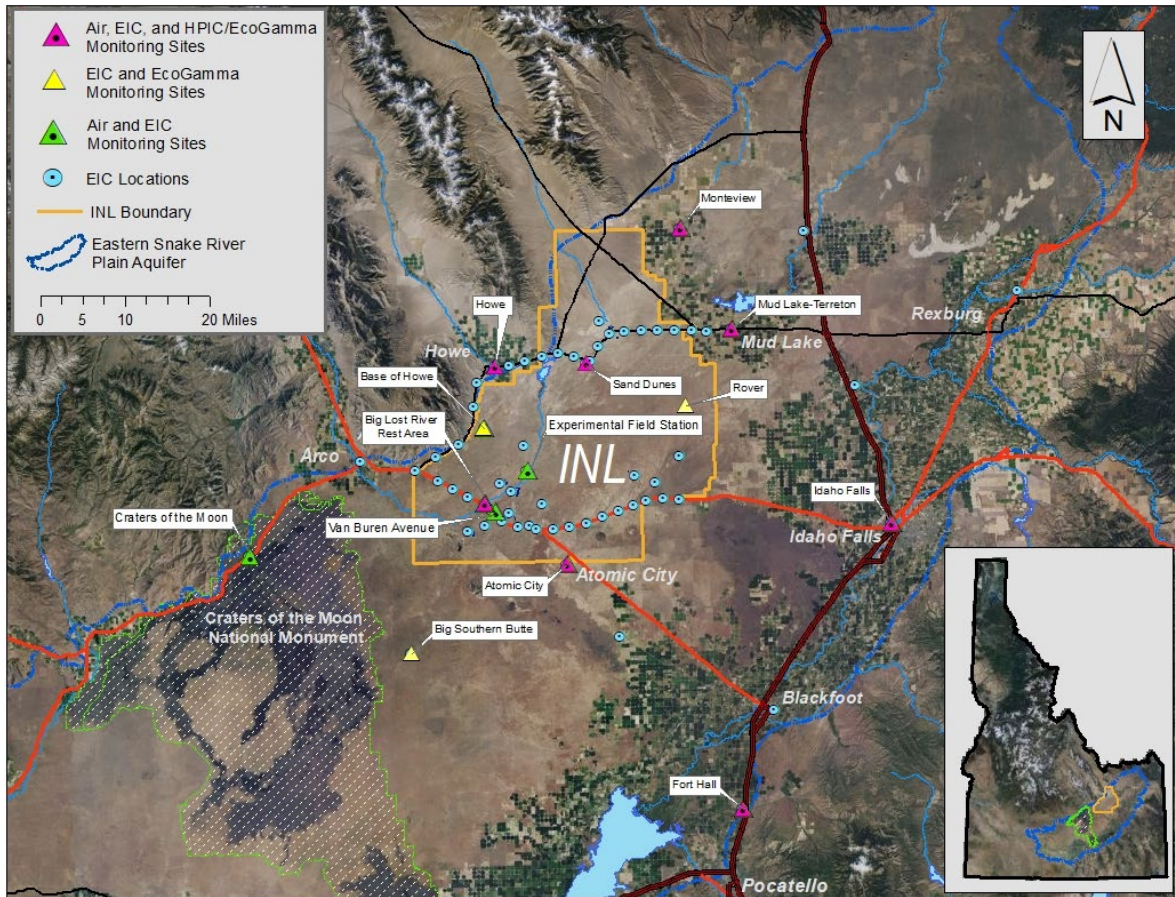 Air, EIC, and HPIC/EcoGamma
Monitoring Sites
EIC and EcoGamma
Monitoring Sites
Air and EIC
Monitoring Sites
EIC Locations
INL Boundary
Eastern Snake River
Plain Aquifer
0 5 10 20 Miles
N
Monteview
Howe
Mud Lake-Terreton
Rexburg
Howe
Mud Lake
Base of Howe
Sand Dunes
Rover
Big Lost River
Rest Area
Experimental Field Station
INL
Arco
Idaho Falls
Craters of the Moon
Van Buren Avenue
Idaho Falls
Atomic City
Atomic City
Craters of the Moon
National Monument
Big Southern Butte
Blackfoot
Fort Hall
Pocatello